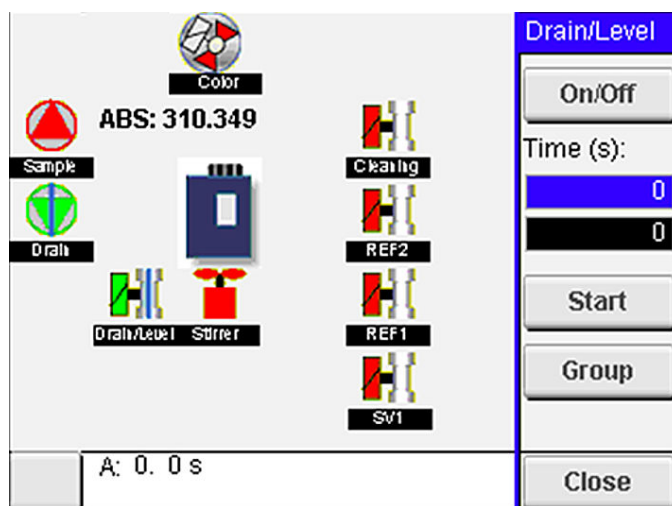 Drain/Level
Color
On/Off
ABS: 310.349
Time (s):
Sample
Cleaning
0
0
Drain
REF2
Start
Drain/Level
Stirrer
REF1
Group
SV1
A: 0. 0 s
Close